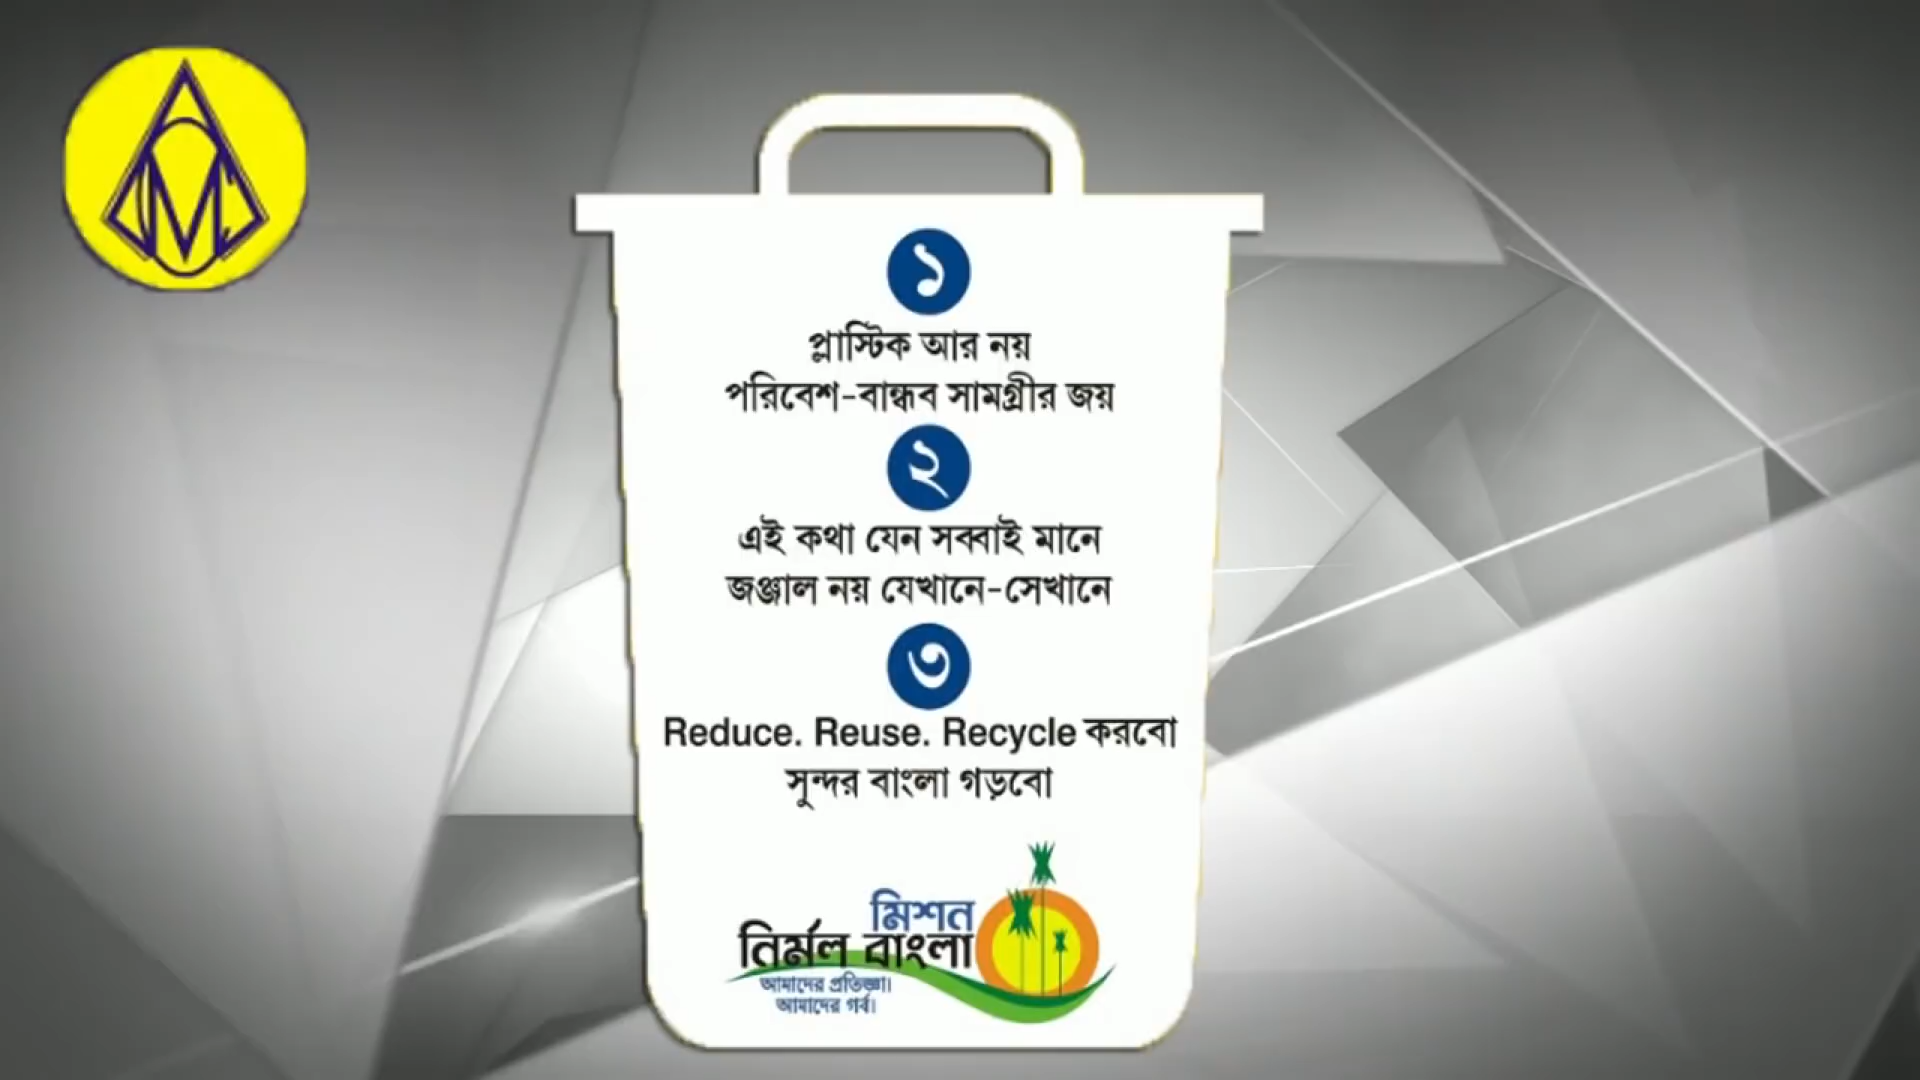 ১
প্লাস্টিক আর নয়
পরিবেশ-বান্ধব সামগ্রীর জয়
২
এই কথা যেন সব্বাই মানে
জঞ্জাল নয় যেখানে-সেখানে
৩
Reduce. Reuse. Recycle করবো
সুন্দর বাংলা গড়বো
মিশন
নির্মল বাংলা
আমাদের প্রতিজ্ঞা।
আমাদের গর্ব।